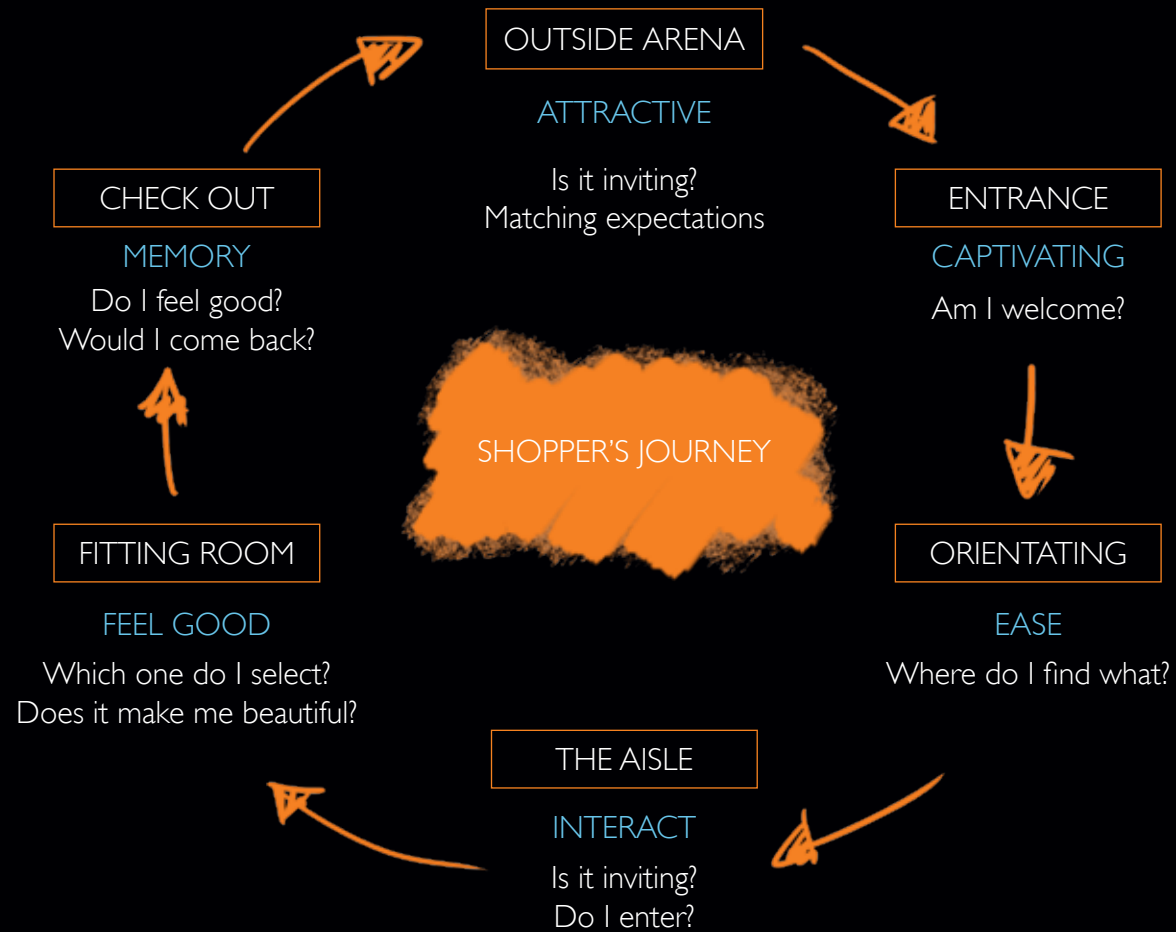 OUTSIDE ARENA
ATTRACTIVE
Is it inviting?
Matching expectations
ENTRANCE
CAPTIVATING
Am I welcome?
ORIENTATING
EASE
Where do I find what?
THE AISLE
INTERACT
Is it inviting?
Do I enter?
FITTING ROOM
FEEL GOOD
Which one do I select?
Does it make me beautiful?
CHECK OUT
MEMORY
Do I feel good?
Would I come back?
SHOPPER'S JOURNEY